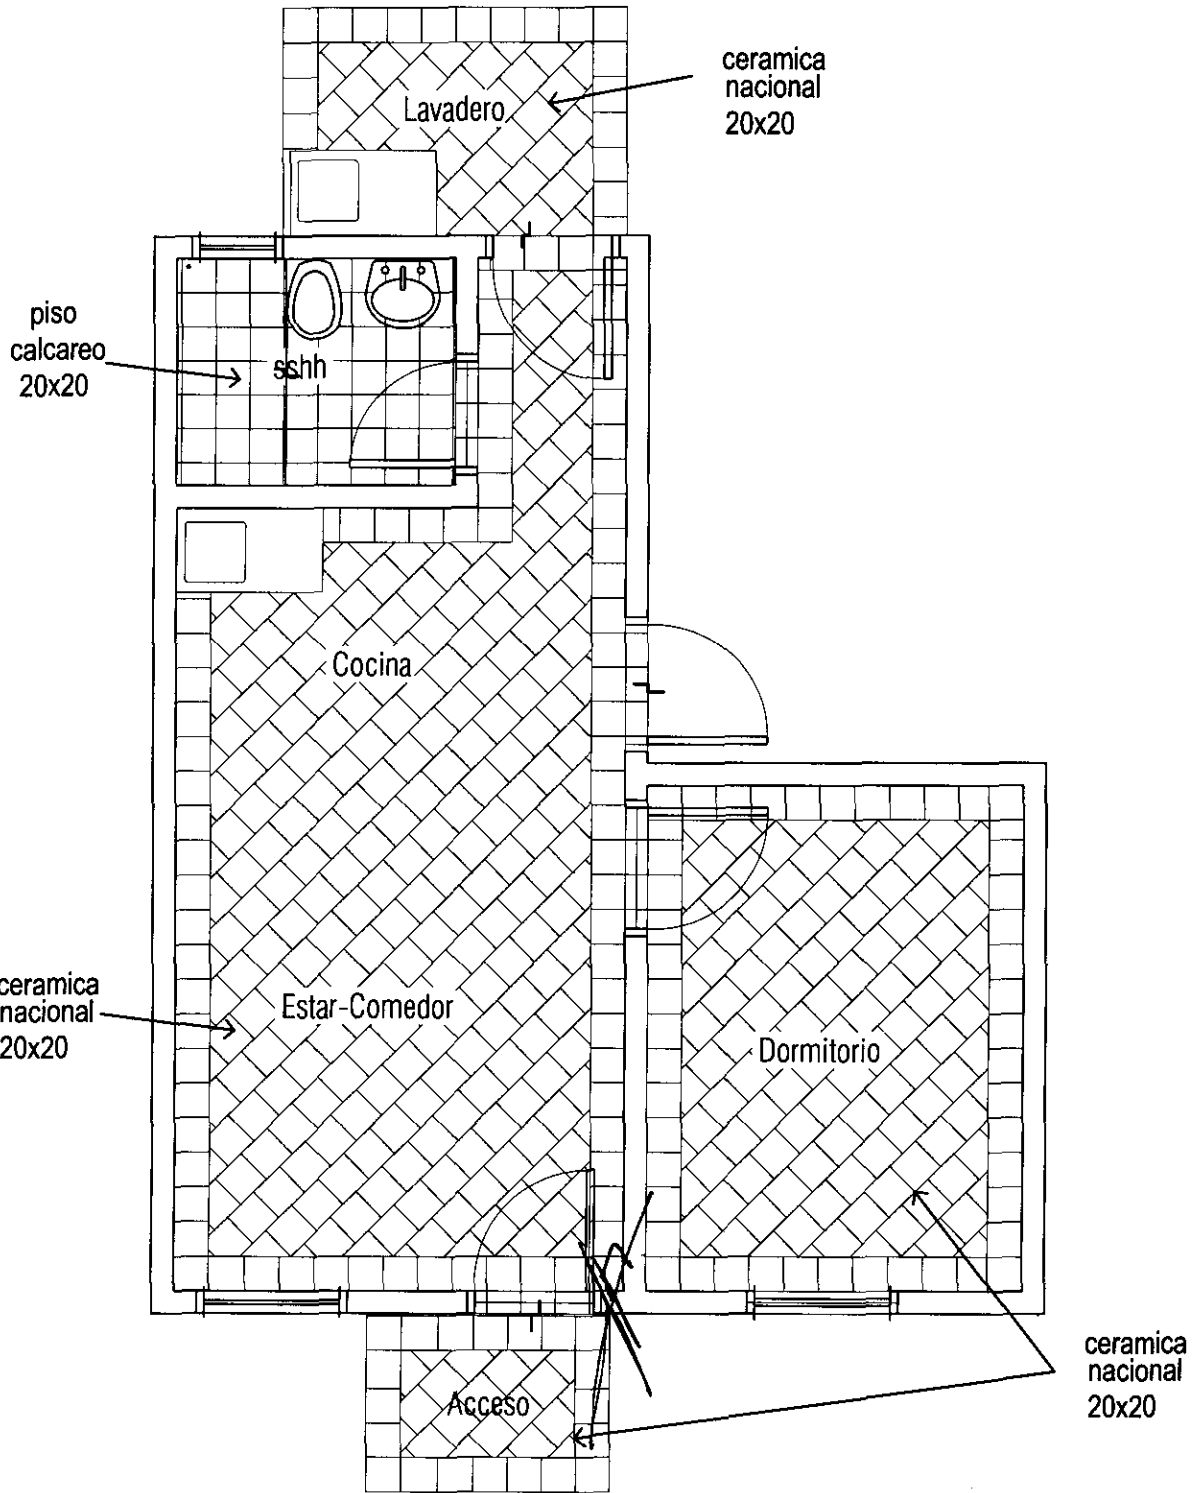 ceramica
nacional
20x20
Lavadero
piso
calcareo
20x20
sshh
Cocina
ceramica
nacional
20x20
Estar-Comedor
Dormitorio
ceramica
nacional
20x20
Acceso